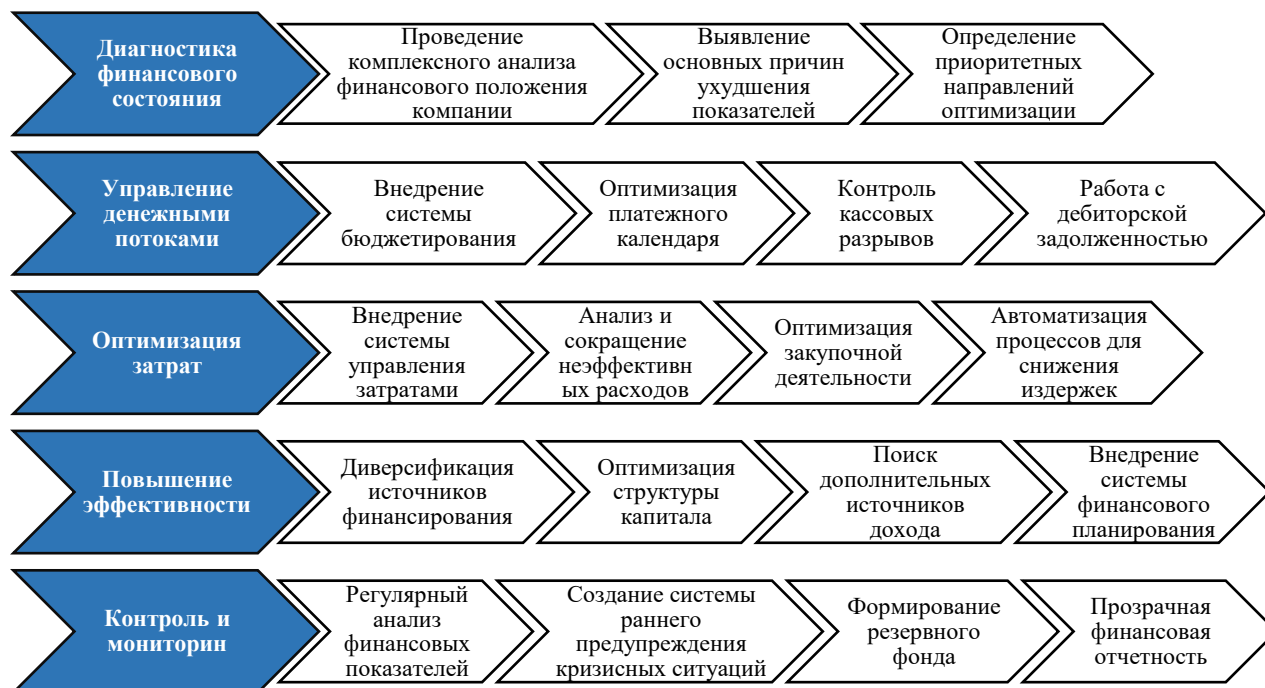 Диагностика
финансового
состояния
Проведение
комплексного анализа
финансового положения
компании
Выявление
основных причин
ухудшения
показателей
Определение
приоритетных
направлений
оптимизации
Управление
денежными
потоками
Внедрение
системы
бюджетирования
Оптимизация
платежного
календаря
Контроль
кассовых
разрывов
Работа с
дебиторской
задолженностью
Оптимизация
затрат
Внедрение
системы
управления
затратами
Анализ и
сокращение
неэффективн
ых расходов
Оптимизация
закупочной
деятельности
Автоматизация
процессов для
снижения
издержек
Повышение
эффективности
Диверсификация
источников
финансирования
Оптимизация
структуры
капитала
Поиск
дополнительных
источников
дохода
Внедрение
системы
финансового
планирования
Контроль и
мониторин
Регулярный
анализ
финансовых
показателей
Создание системы
раннего
предупреждения
кризисных ситуаций
Формирование
резервного
фонда
Прозрачная
финансовая
отчетность